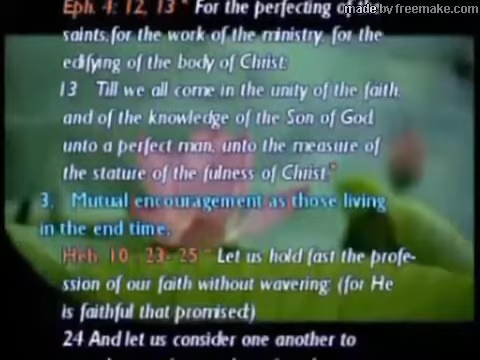 made by freemake.com
Eph. 4: 12, 13 " For the perfecting of the
saints, for the work of the ministry, for the
edifying of the body of Christ:
13 Till we all come in the unity of the faith,
and of the knowledge of the Son of God,
unto a perfect man, unto the measure of
the stature of the fulness of Christ."
3. Mutual encouragement as those living
in the end time.
Heb. 10 : 23- 25 " Let us hold fast the profe-
ssion of our faith without wavering; (for He
is faithful that promised;)
24 And let us consider one another to